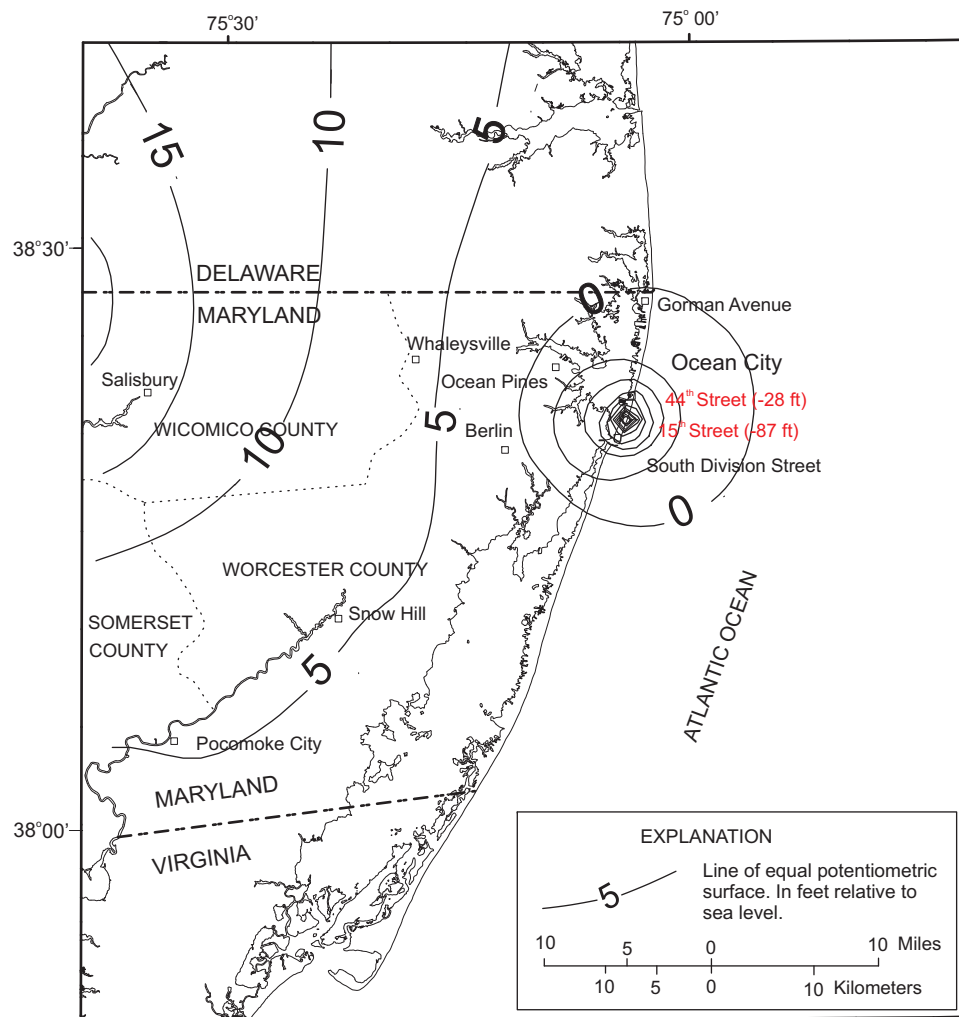 75°30'
75° 00'
15
10
5
38°30'
DELAWARE
MARYLAND
0
Gorman Avenue
Whaleysville
Ocean City
Ocean Pines
Salisbury
44th Street (-28 ft)
5
WICOMICO COUNTY
10
Berlin
15th Street (-87 ft)
South Division Street
0
WORCESTER COUNTY
SOMERSET
COUNTY
Snow Hill
5
ATLANTIC OCEAN
Pocomoke City
MARYLAND
38°00'
VIRGINIA
EXPLANATION
5
Line of equal potentiometric
surface. In feet relative to
sea level.
10 5 0 10 Miles
10 5 0 10 Kilometers